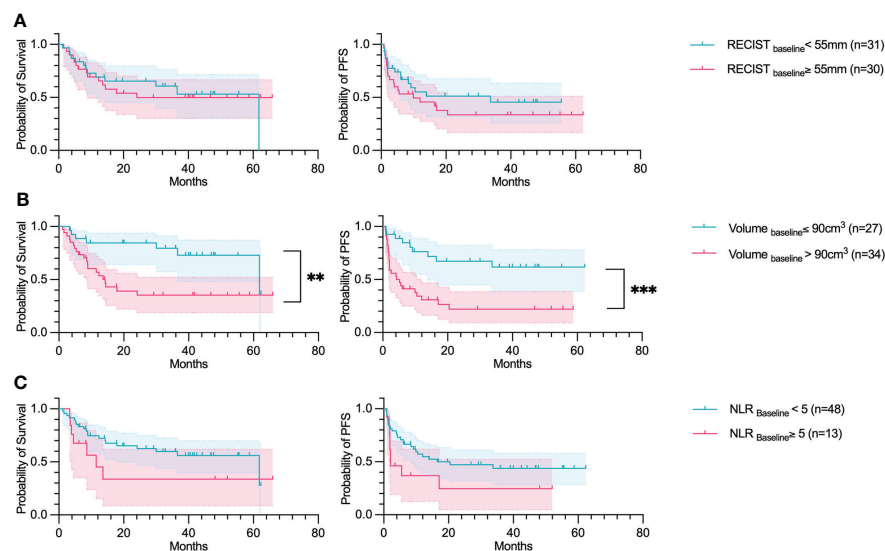 A
Probability of Survival
1.0
0.5
0.0
0 20 40 60 80
Months
Probability of PFS
1.0
0.5
0.0
0 20 40 60 80
Months
RECIST baseline < 55mm (n=31)
RECIST baseline ≥ 55mm (n=30)
B
Probability of Survival
1.0
0.5
0.0
0 20 40 60 80
Months
**
Probability of PFS
1.0
0.5
0.0
0 20 40 60 80
Months
***
Volume baseline ≤ 90cm³ (n=27)
Volume baseline > 90cm³ (n=34)
C
Probability of Survival
1.0
0.5
0.0
0 20 40 60 80
Months
Probability of PFS
1.0
0.5
0.0
0 20 40 60 80
Months
NLR Baseline < 5 (n=48)
NLR Baseline ≥ 5 (n=13)